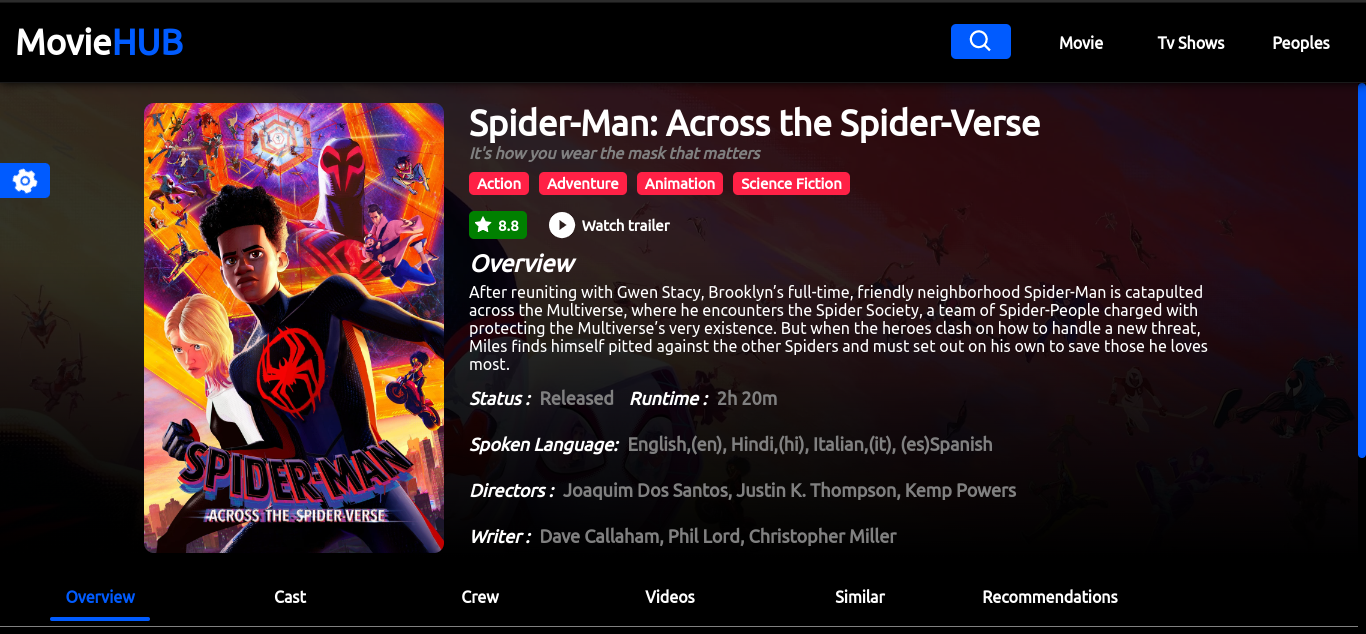 MovieHUB
Movie
Tv Shows
Peoples
Spider-Man: Across the Spider-Verse
It's how you wear the mask that matters
Action
Adventure
Animation
Science Fiction
8.8
Watch trailer
Overview
After reuniting with Gwen Stacy, Brooklyn’s full-time, friendly neighborhood Spider-Man is catapulted
across the Multiverse, where he encounters the Spider Society, a team of Spider-People charged with
protecting the Multiverse’s very existence. But when the heroes clash on how to handle a new threat,
Miles finds himself pitted against the other Spiders and must set out on his own to save those he loves
most.
Status : Released Runtime : 2h 20m
Spoken Language: English,(en), Hindi,(hi), Italian,(it), (es)Spanish
Directors : Joaquim Dos Santos, Justin K. Thompson, Kemp Powers
Writer : Dave Callaham, Phil Lord, Christopher Miller
SPIDER-MAN
ACROSS THE SPIDER-VERSE
Overview
Cast
Crew
Videos
Similar
Recommendations